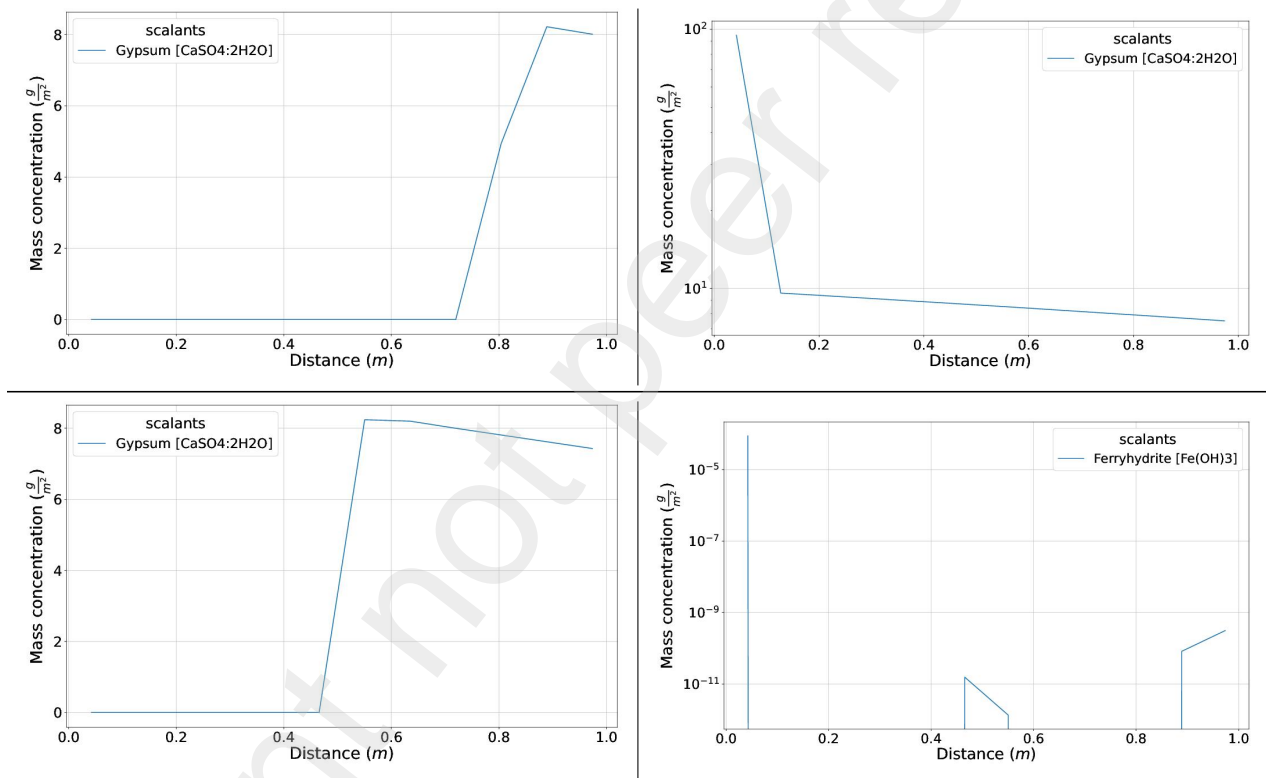 scalants
Gypsum [CaSO4:2H2O]
Mass concentration (g/m²)
8
6
4
2
0
0.0 0.2 0.4 0.6 0.8 1.0
Distance (m)
scalants
Gypsum [CaSO4:2H2O]
Mass concentration (g/m²)
10²
10¹
0.0 0.2 0.4 0.6 0.8 1.0
Distance (m)
scalants
Gypsum [CaSO4:2H2O]
Mass concentration (g/m²)
8
6
4
2
0
0.0 0.2 0.4 0.6 0.8 1.0
Distance (m)
scalants
Ferryhydrite [Fe(OH)3]
Mass concentration (g/m²)
10⁻⁵
10⁻⁷
10⁻⁹
10⁻¹¹
0.0 0.2 0.4 0.6 0.8 1.0
Distance (m)
not peer re